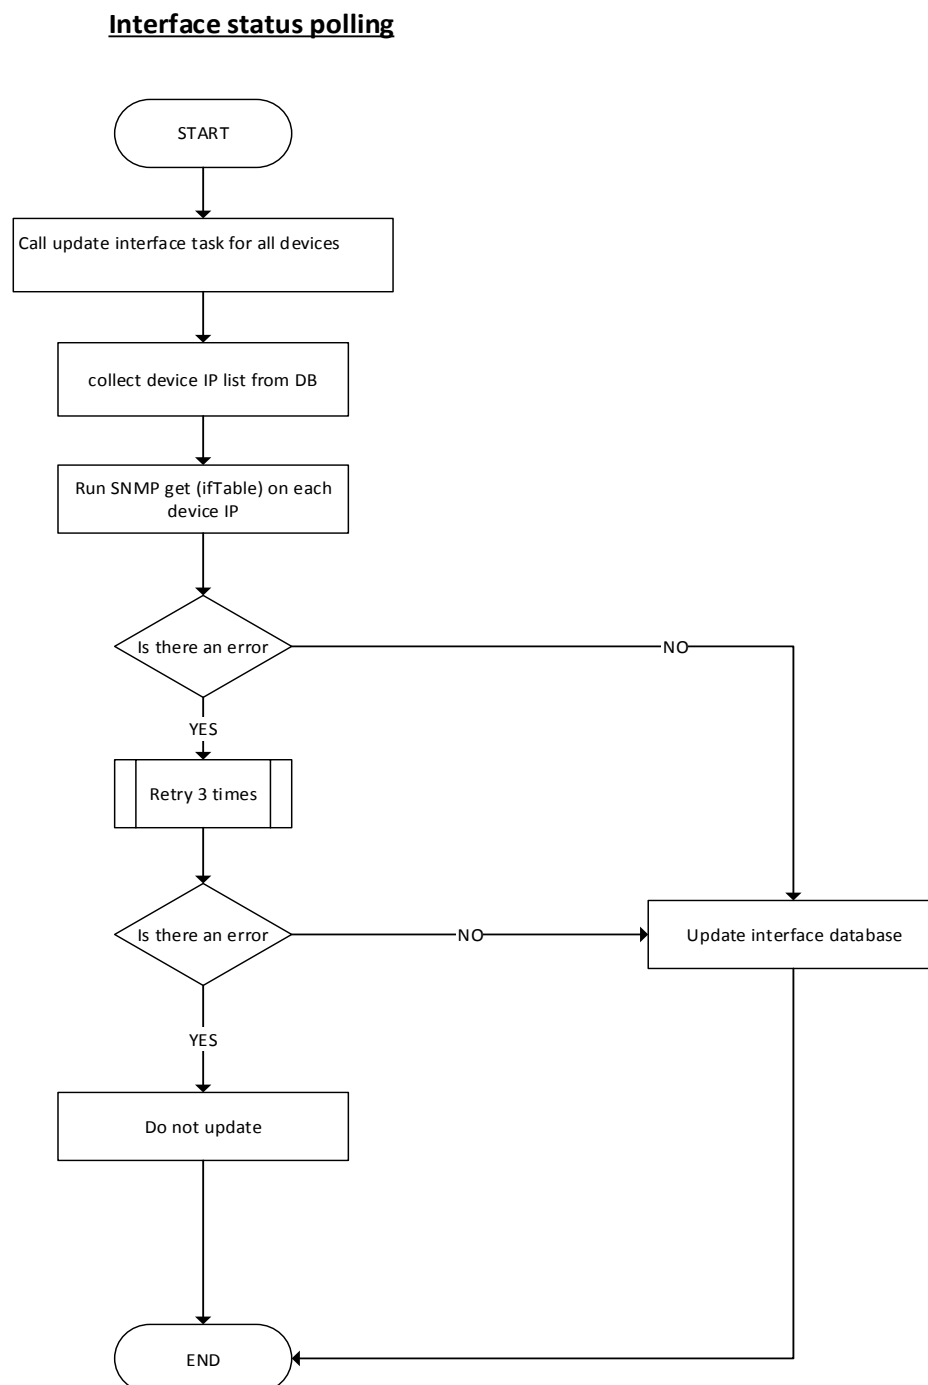 Interface status polling
START
Call update interface task for all devices
collect device IP list from DB
Run SNMP get (ifTable) on each
device IP
Is there an error
NO
YES
Retry 3 times
Is there an error
NO
Update interface database
YES
Do not update
END